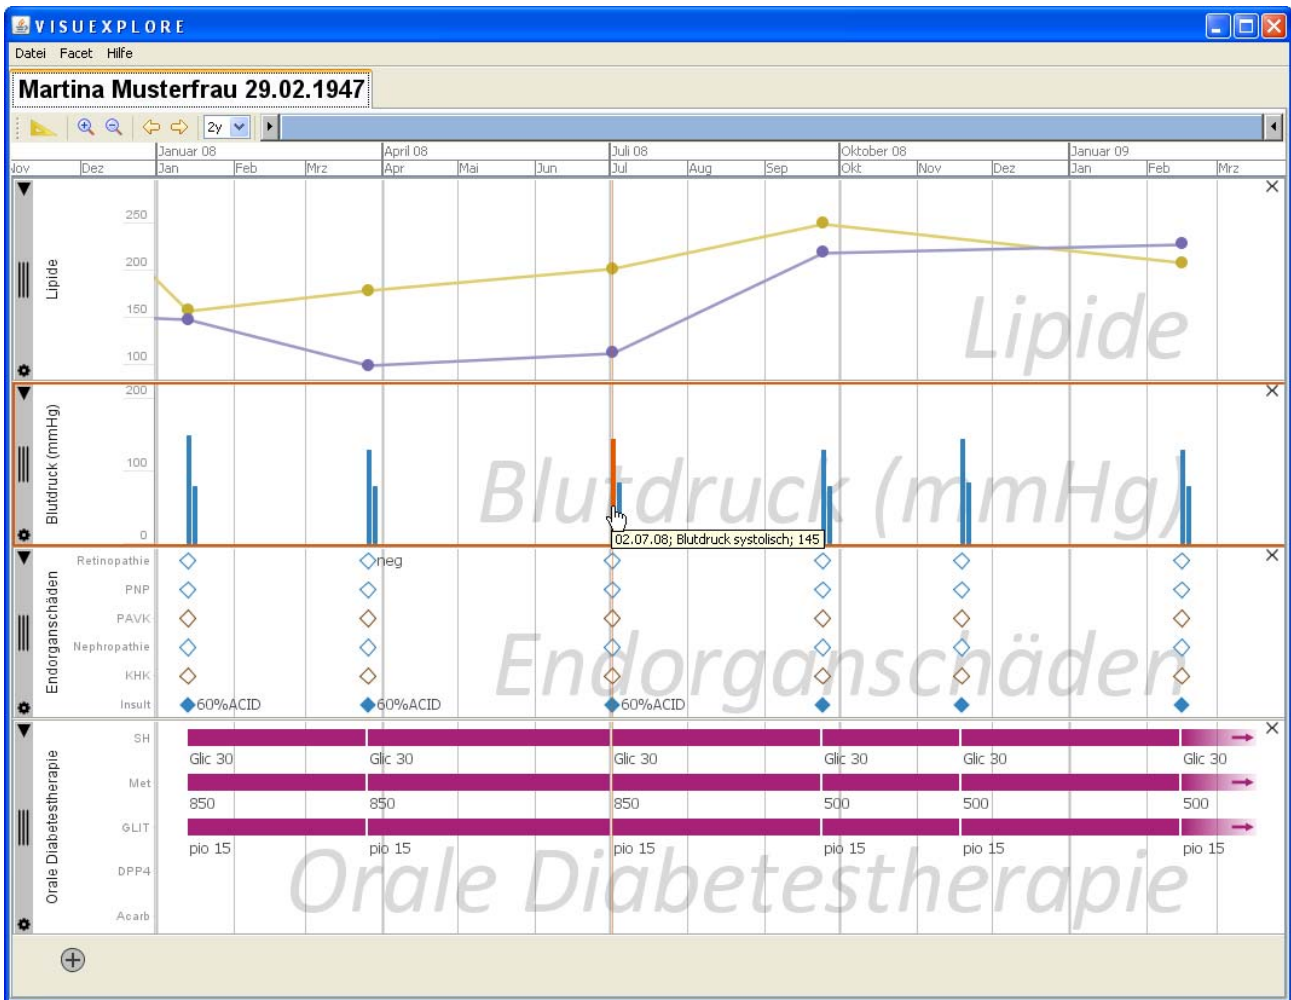 VISUEXPLORE
Datei Facet Hilfe
Martina Musterfrau 29.02.1947
2y
Januar 08 April 08 Juli 08 Oktober 08 Januar 09
Nov Dez Jan Feb Mrz Apr Mai Jun Jul Aug Sep Okt Nov Dez Jan Feb Mrz
Lipide
250
200
150
100
Lipide
Blutdruck (mmHg)
200
100
0
Blutdruck (mmHg)
02.07.08; Blutdruck systolisch; 145
Endorganschäden
Retinopathie neg
PNP
PAVK
Nephropathie
KHK
Insult 60%ACID 60%ACID 60%ACID
Endorganschäden
Orale Diabetestherapie
SH
Glic 30 Glic 30 Glic 30 Glic 30 Glic 30 Glic 30
Met
850 850 850 500 500 500
GLIT
pio 15 pio 15 pio 15 pio 15 pio 15 pio 15
DPP4
Acarb
Orale Diabetestherapie